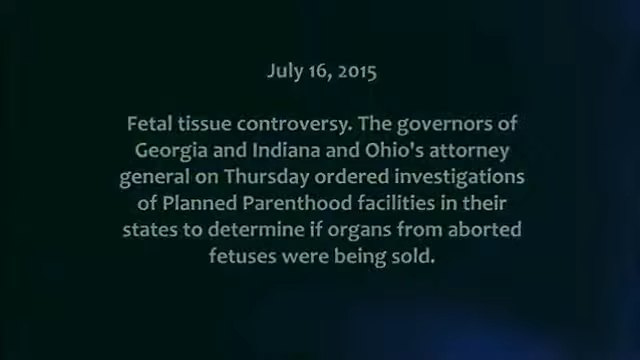 July 16, 2015
Fetal tissue controversy. The governors of
Georgia and Indiana and Ohio's attorney
general on Thursday ordered investigations
of Planned Parenthood facilities in their
states to determine if organs from aborted
fetuses were being sold.